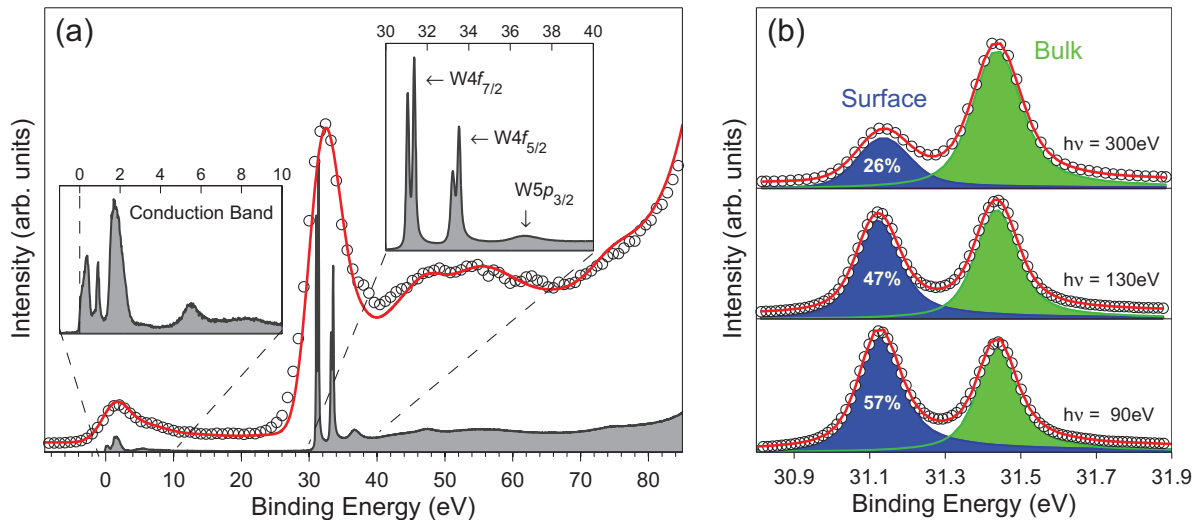 (a)
30 32 34 36 38 40
W4f7/2
W4f5/2
W5p3/2
0 2 4 6 8 10
Conduction Band
Intensity (arb. units)
0 10 20 30 40 50 60 70 80
Binding Energy (eV)
(b)
Bulk
Surface
hν = 300eV
26%
hν = 130eV
47%
hν = 90eV
57%
Intensity (arb. units)
30.9 31.1 31.3 31.5 31.7 31.9
Binding Energy (eV)